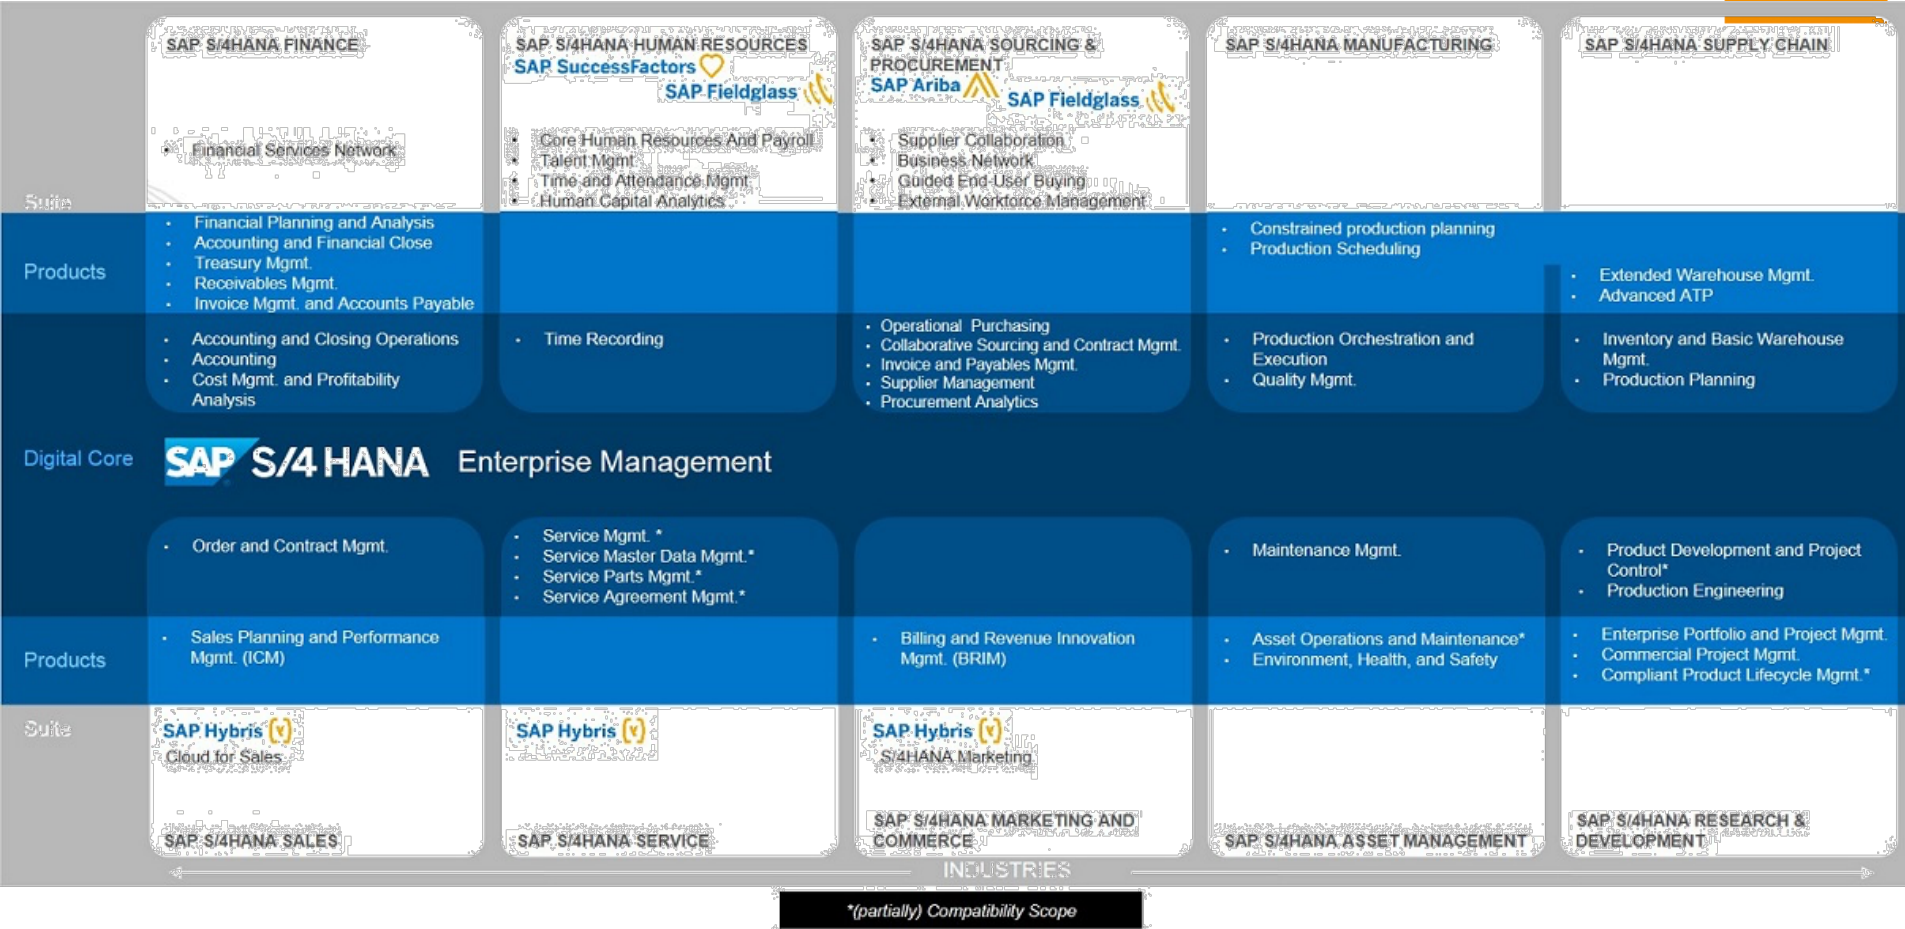 SAP S/4HANA FINANCE
• Financial Services Network
SAP S/4HANA HUMAN RESOURCES
SAP SuccessFactors
SAP Fieldglass
• Core Human Resources And Payroll
• Talent Mgmt
• Time and Attendance Mgmt
• Human Capital Analytics
SAP S/4HANA SOURCING &
PROCUREMENT
SAP Ariba
SAP Fieldglass
• Supplier Collaboration
• Business Network
• Guided End-User Buying
• External Workforce Management
SAP S/4HANA MANUFACTURING
SAP S/4HANA SUPPLY CHAIN
Suite
Products
• Financial Planning and Analysis
• Accounting and Financial Close
• Treasury Mgmt.
• Receivables Mgmt.
• Invoice Mgmt. and Accounts Payable
• Constrained production planning
• Production Scheduling
• Extended Warehouse Mgmt.
• Advanced ATP
• Accounting and Closing Operations
• Accounting
• Cost Mgmt. and Profitability
Analysis
• Time Recording
• Operational Purchasing
• Collaborative Sourcing and Contract Mgmt.
• Invoice and Payables Mgmt.
• Supplier Management
• Procurement Analytics
• Production Orchestration and
Execution
• Quality Mgmt.
• Inventory and Basic Warehouse
Mgmt.
• Production Planning
Digital Core
SAP S/4HANA Enterprise Management
• Order and Contract Mgmt.
• Service Mgmt. *
• Service Master Data Mgmt.*
• Service Parts Mgmt.*
• Service Agreement Mgmt.*
• Maintenance Mgmt.
• Product Development and Project
Control*
• Production Engineering
Products
• Sales Planning and Performance
Mgmt. (ICM)
• Billing and Revenue Innovation
Mgmt. (BRIM)
• Asset Operations and Maintenance*
• Environment, Health, and Safety
• Enterprise Portfolio and Project Mgmt.
• Commercial Project Mgmt.
• Compliant Product Lifecycle Mgmt.*
Suite
SAP Hybris
Cloud for Sales
SAP S/4HANA SALES
SAP Hybris
SAP S/4HANA SERVICE
SAP Hybris
S/4HANA Marketing
SAP S/4HANA MARKETING AND
COMMERCE
SAP S/4HANA ASSET MANAGEMENT
SAP S/4HANA RESEARCH &
DEVELOPMENT
INDUSTRIES
*(partially) Compatibility Scope